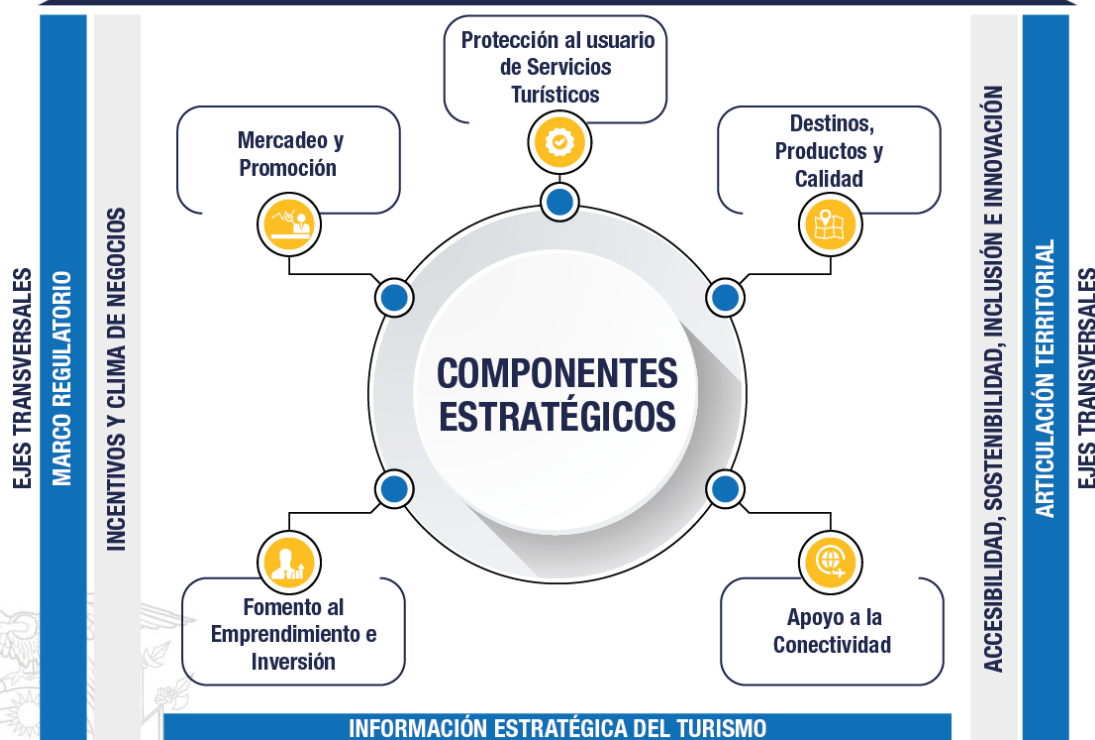 EJES TRANSVERSALES
MARCO REGULATORIO
INCENTIVOS Y CLIMA DE NEGOCIOS
Protección al usuario
de Servicios
Turísticos
Mercadeo y
Promoción
Destinos,
Productos y
Calidad
COMPONENTES
ESTRATÉGICOS
Fomento al
Emprendimiento e
Inversión
Apoyo a la
Conectividad
INFORMACIÓN ESTRATÉGICA DEL TURISMO
ACCESIBILIDAD, SOSTENIBILIDAD, INCLUSIÓN E INNOVACIÓN
ARTICULACIÓN TERRITORIAL
EJES TRANSVERSALES